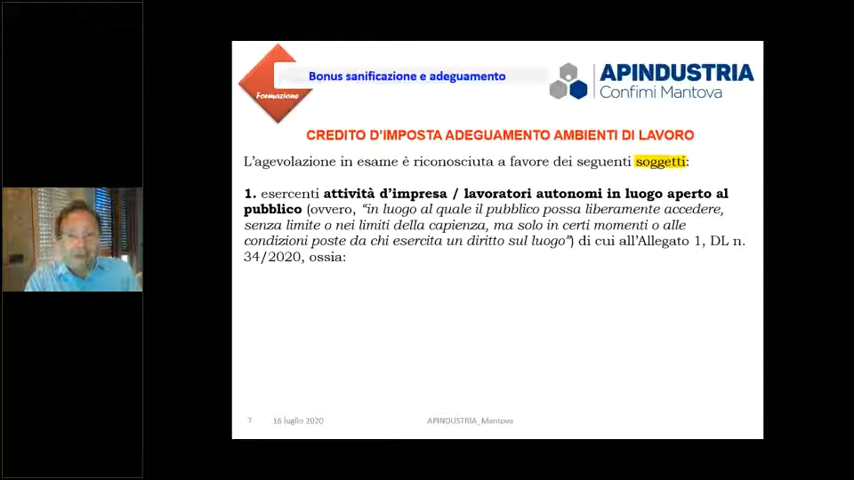 Bonus sanificazione e adeguamento
Formazione
APINDUSTRIA
Confimi Mantova
CREDITO D'IMPOSTA ADEGUAMENTO AMBIENTI DI LAVORO
L'agevolazione in esame è riconosciuta a favore dei seguenti soggetti:
1. esercenti attività d'impresa / lavoratori autonomi in luogo aperto al
pubblico (ovvero, "in luogo al quale il pubblico possa liberamente accedere,
senza limite o nei limiti della capienza, ma solo in certi momenti o alle
condizioni poste da chi esercita un diritto sul luogo") di cui all'Allegato 1, DL n.
34/2020, ossia:
7 .16 luglio 2020 APINDUSTRIA_Mantova